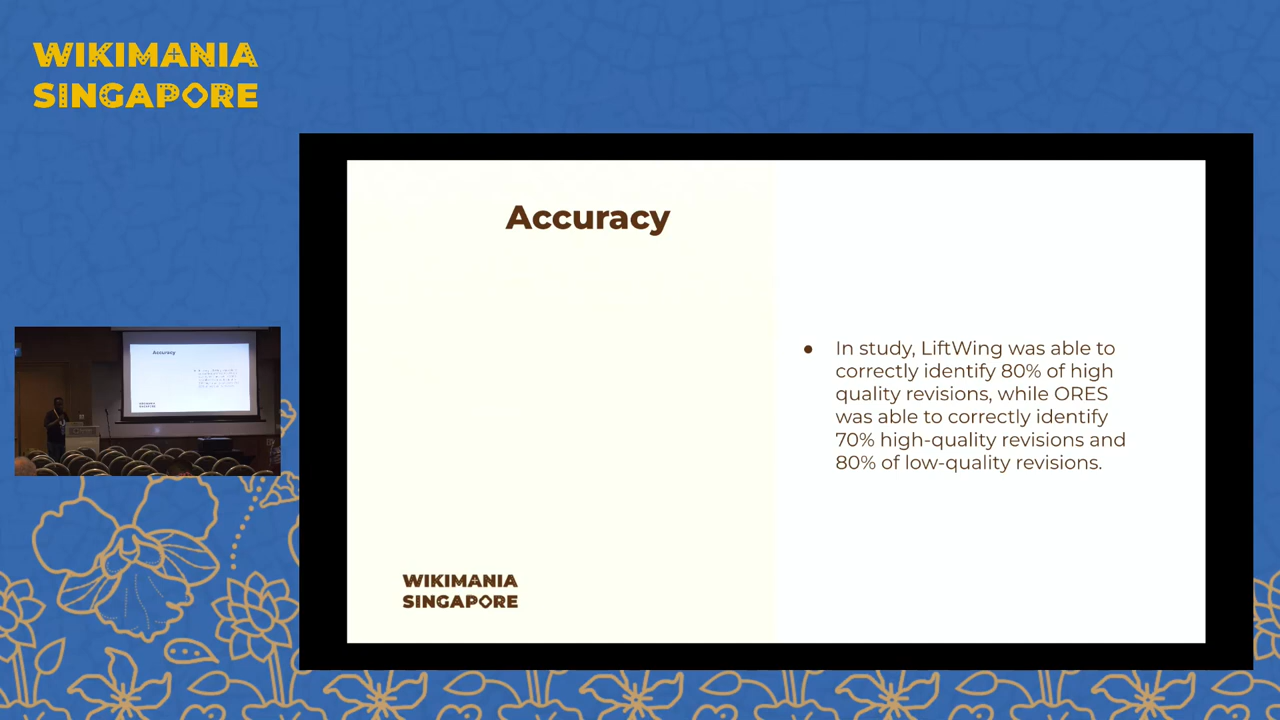 WIKIMANIA
SINGAPORE
Accuracy
● In study, LiftWing was able to
correctly identify 80% of high
quality revisions, while ORES
was able to correctly identify
70% high-quality revisions and
80% of low-quality revisions.
WIKIMANIA
SINGAPORE
Accuracy